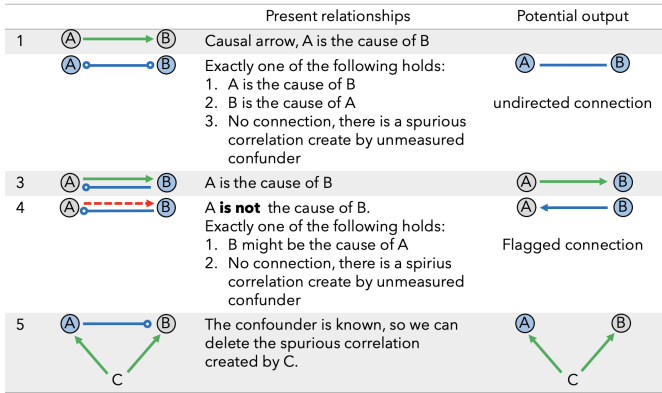 Present relationships Potential output
1 A B Causal arrow, A is the cause of B
A B Exactly one of the following holds: A B
1. A is the cause of B
2. B is the cause of A undirected connection
3. No connection, there is a spurious
correlation create by unmeasured
confunder
3 A B A is the cause of B A B
4 A B A is not the cause of B. A B
Exactly one of the following holds:
1. B might be the cause of A Flagged connection
2. No connection, there is a spirius
correlation create by unmeasured
confunder
5 A B The confounder is known, so we can A B
delete the spurious correlation
created by C.
C C